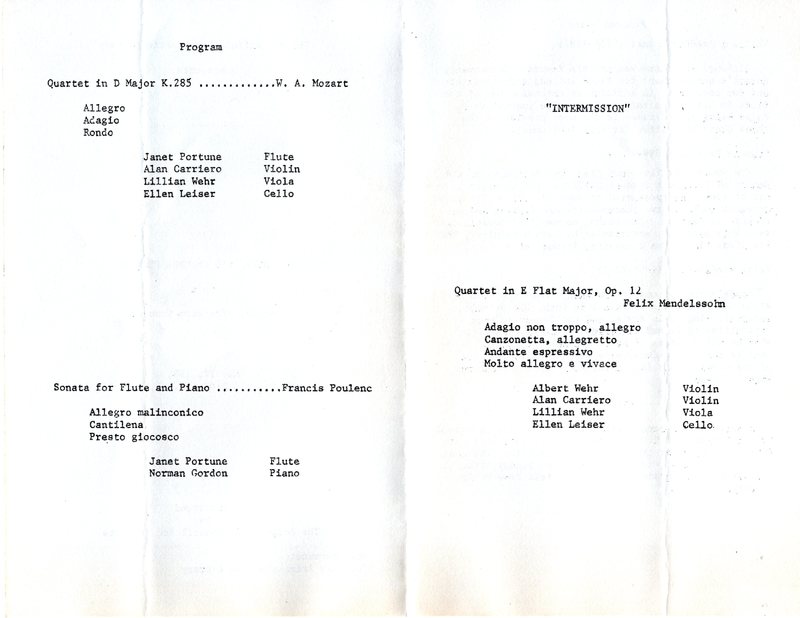 Program
Quartet in D Major K.285 .............W. A. Mozart
Allegro
Adagio
Rondo
Janet Portune Flute
Alan Carriero Violin
Lillian Wehr Viola
Ellen Leiser Cello
Sonata for Flute and Piano ...........Francis Poulenc
Allegro malinconico
Cantilena
Presto giocosco
Janet Portune Flute
Norman Gordon Piano
"INTERMISSION"
Quartet in E Flat Major, Op. 12
Felix Mendelssohn
Adagio non troppo, allegro
Canzonetta, allegretto
Andante espressivo
Molto allegro e vivace
Albert Wehr Violin
Alan Carriero Violin
Lillian Wehr Viola
Ellen Leiser Cello